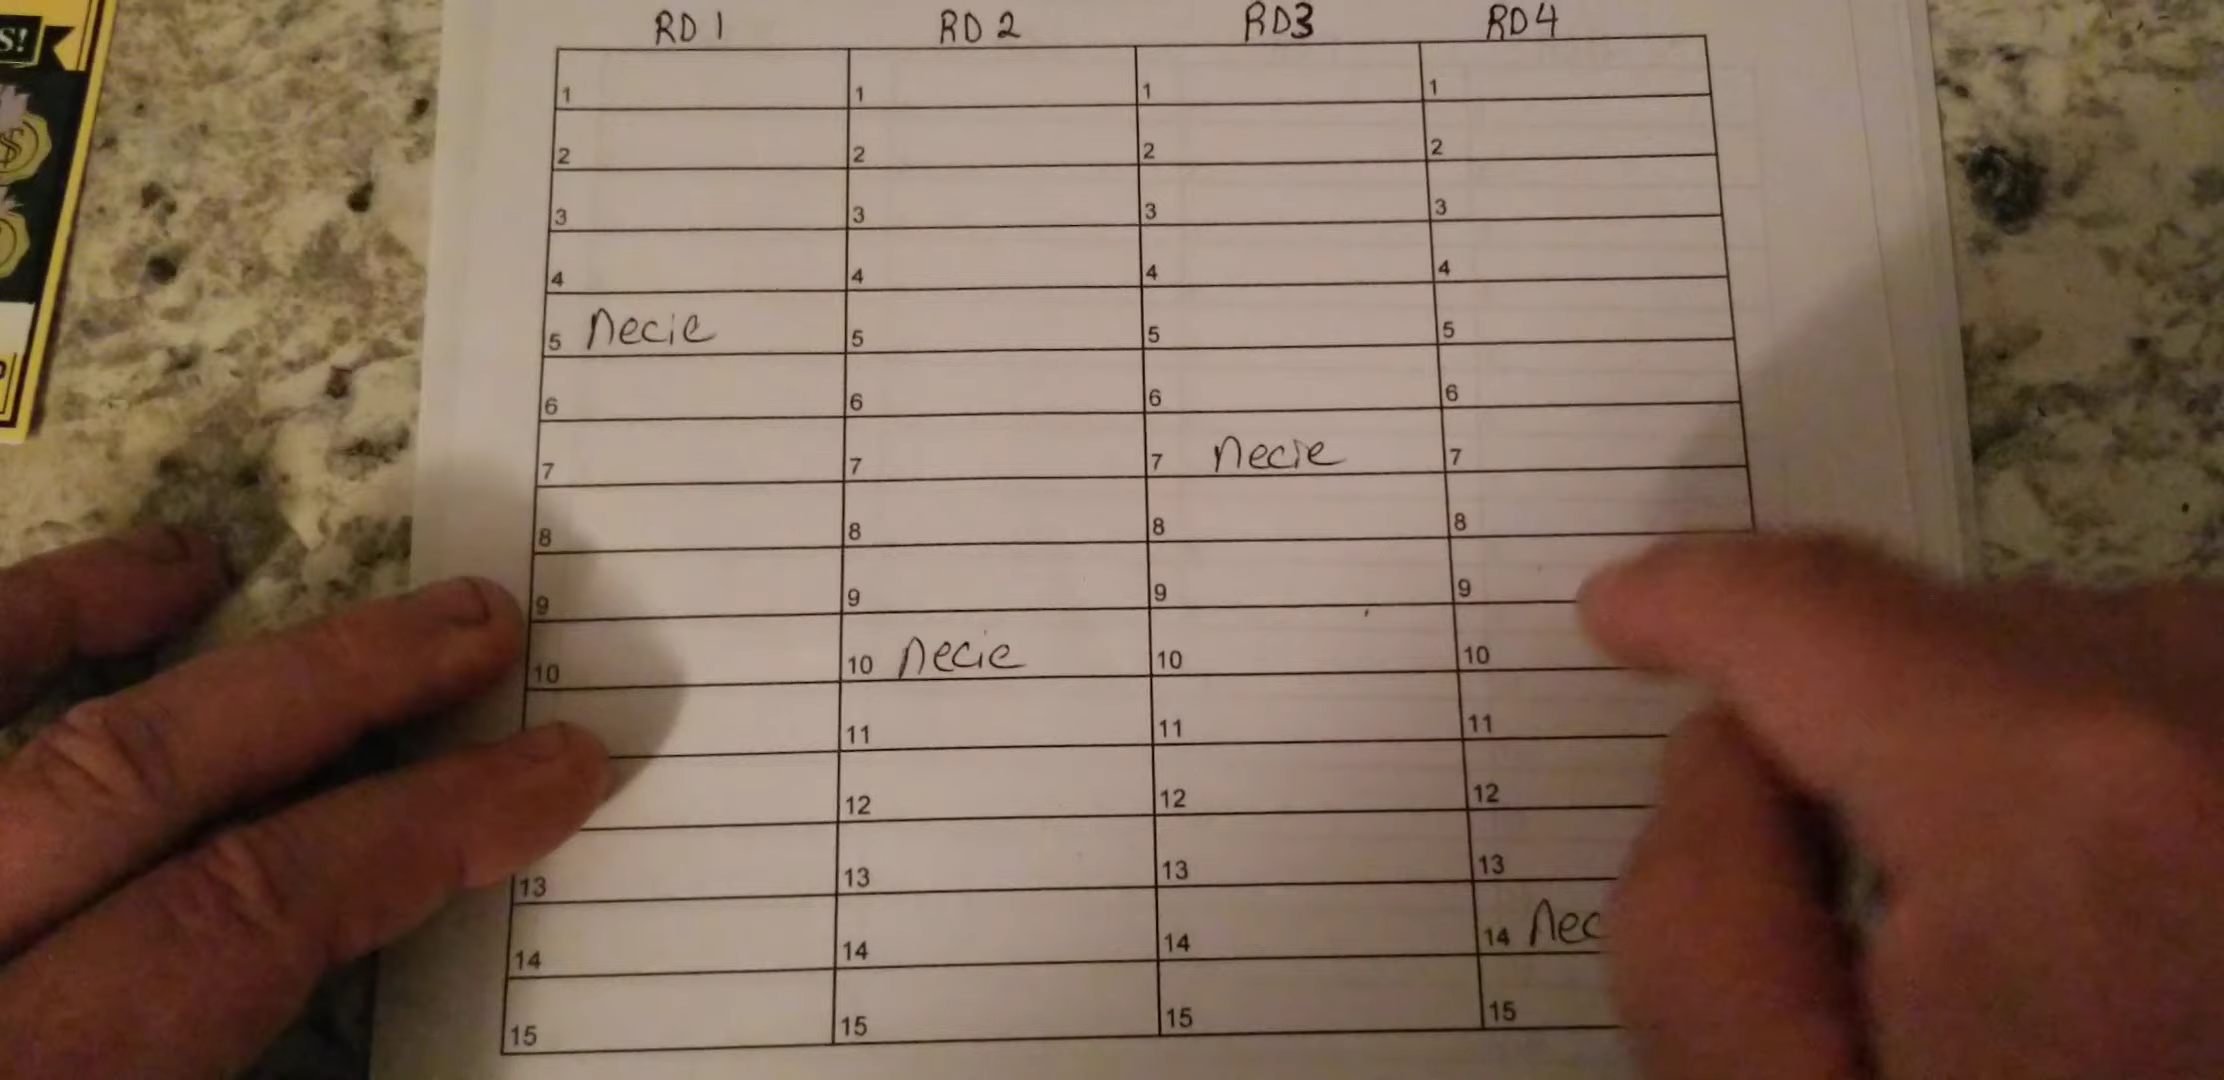 S!
RD 1 RD 2 RD3 RD4
1 1 1 1
2 2 2 2
3 3 3 3
4 4 4 4
5 necie 5 5 5
6 6 6 6
7 7 7 necie 7
8 8 8 8
9 9 9 9
10 10 necie 10 10
11 11 11
12 12 12
13 13 13 13
14 14 14 14 nec
15 15 15 15